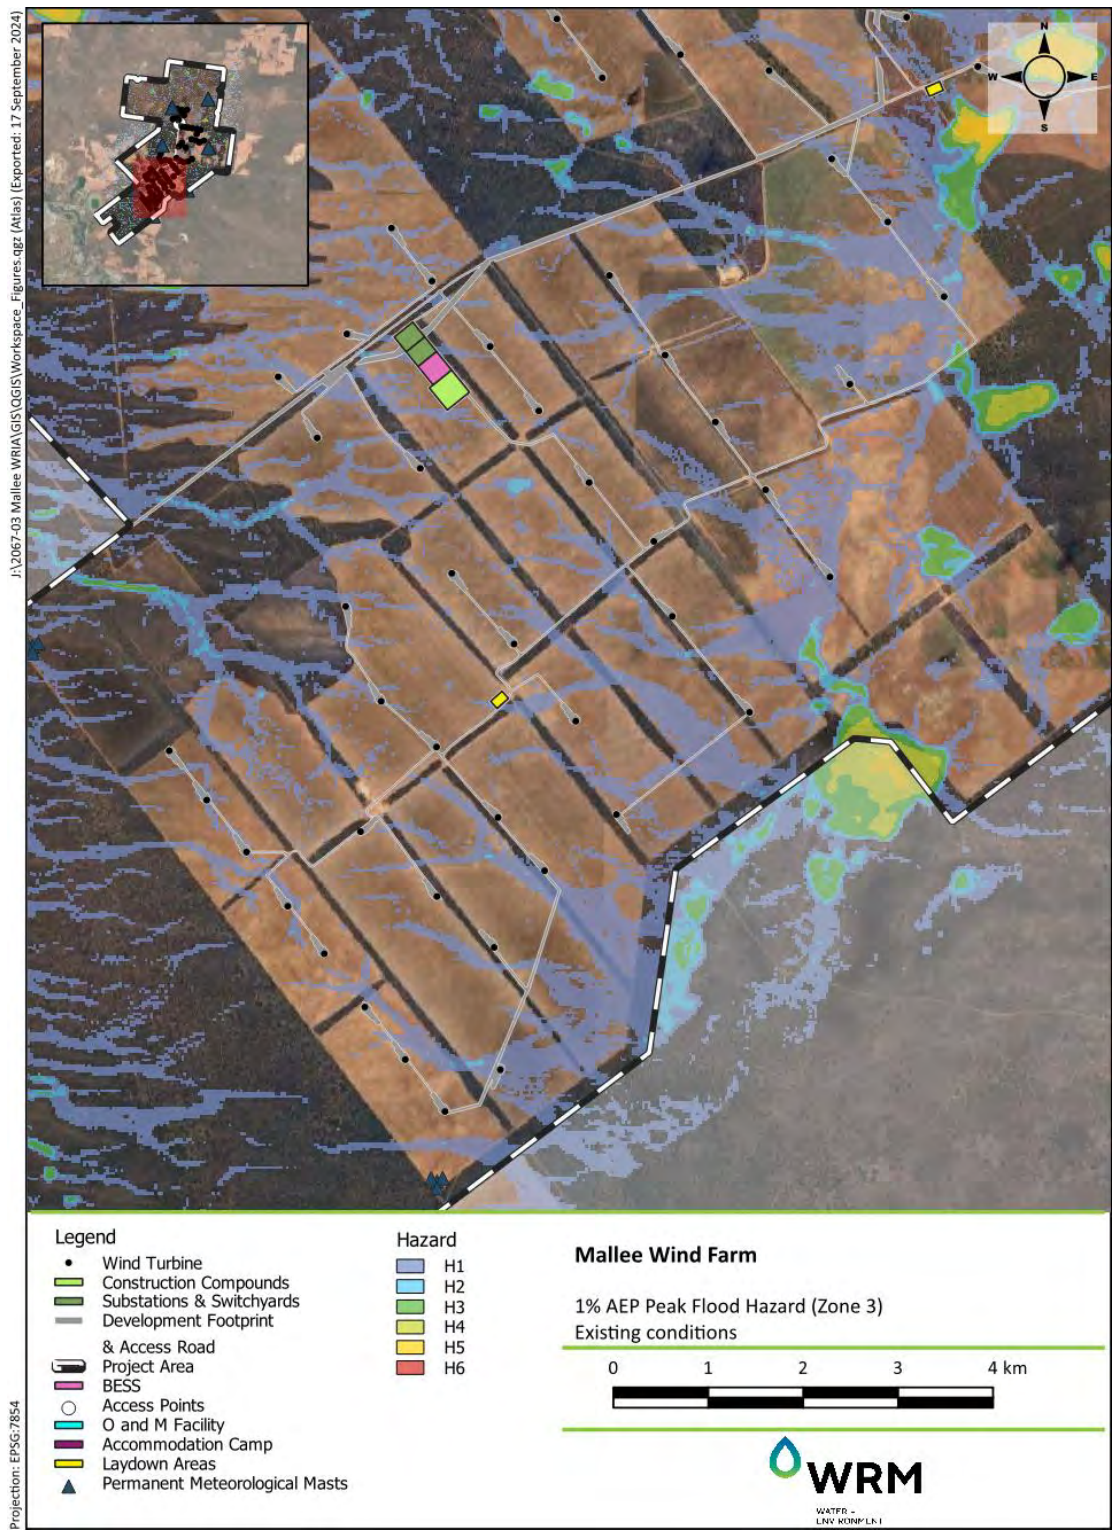 J:\2067-03 Mallee WRIA\GIS\QGIS\Workspace_Figures.qgz (Atlas) (Exported: 17 September 2024)
N
W
E
S
Legend
Wind Turbine
Construction Compounds
Substations & Switchyards
Development Footprint
& Access Road
Project Area
BESS
Access Points
O and M Facility
Accommodation Camp
Laydown Areas
Permanent Meteorological Masts
Hazard
H1
H2
H3
H4
H5
H6
Mallee Wind Farm
1% AEP Peak Flood Hazard (Zone 3)
Existing conditions
0 1 2 3 4 km
WRM
WATER +
ENVIRONMENT
Projection: EPSG:7854